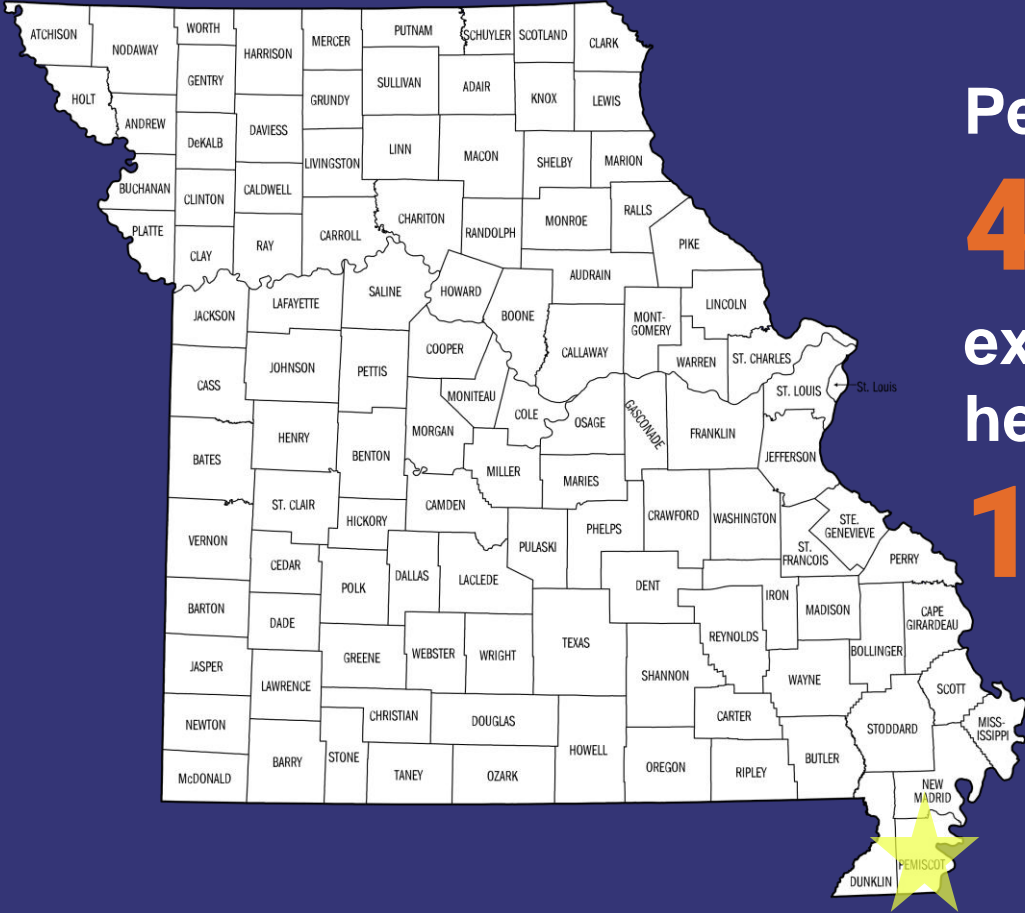 ATCHISON
NODAWAY
WORTH
HARRISON
MERCER
PUTNAM
SCHUYLER
SCOTLAND
CLARK
HOLT
GENTRY
GRUNDY
SULLIVAN
ADAIR
KNOX
LEWIS
ANDREW
DeKALB
DAVIESS
LIVINGSTON
LINN
MACON
SHELBY
MARION
BUCHANAN
CLINTON
CALDWELL
PLATTE
CLAY
RAY
CARROLL
CHARITON
RANDOLPH
MONROE
RALLS
PIKE
AUDRAIN
JACKSON
LAFAYETTE
SALINE
HOWARD
BOONE
CALLAWAY
MONT-
GOMERY
LINCOLN
WARREN
ST. CHARLES
ST. LOUIS
St. Louis
CASS
JOHNSON
PETTIS
COOPER
MONITEAU
COLE
OSAGE
GASCONADE
FRANKLIN
JEFFERSON
BATES
HENRY
BENTON
MORGAN
MILLER
MARIES
VERNON
ST. CLAIR
HICKORY
CAMDEN
PULASKI
PHELPS
CRAWFORD
WASHINGTON
STE.
GENEVIEVE
ST.
FRANCOIS
PERRY
BARTON
CEDAR
POLK
DALLAS
LACLEDE
DENT
IRON
MADISON
CAPE
GIRARDEAU
BOLLINGER
JASPER
DADE
GREENE
WEBSTER
WRIGHT
TEXAS
SHANNON
REYNOLDS
WAYNE
SCOTT
MISS-
ISSIPPI
NEWTON
LAWRENCE
CHRISTIAN
DOUGLAS
HOWELL
CARTER
STODDARD
McDONALD
BARRY
STONE
TANEY
OZARK
OREGON
RIPLEY
BUTLER
NEW
MADRID
PEMISCOT
DUNKLIN
Pe
4
ex
he
1